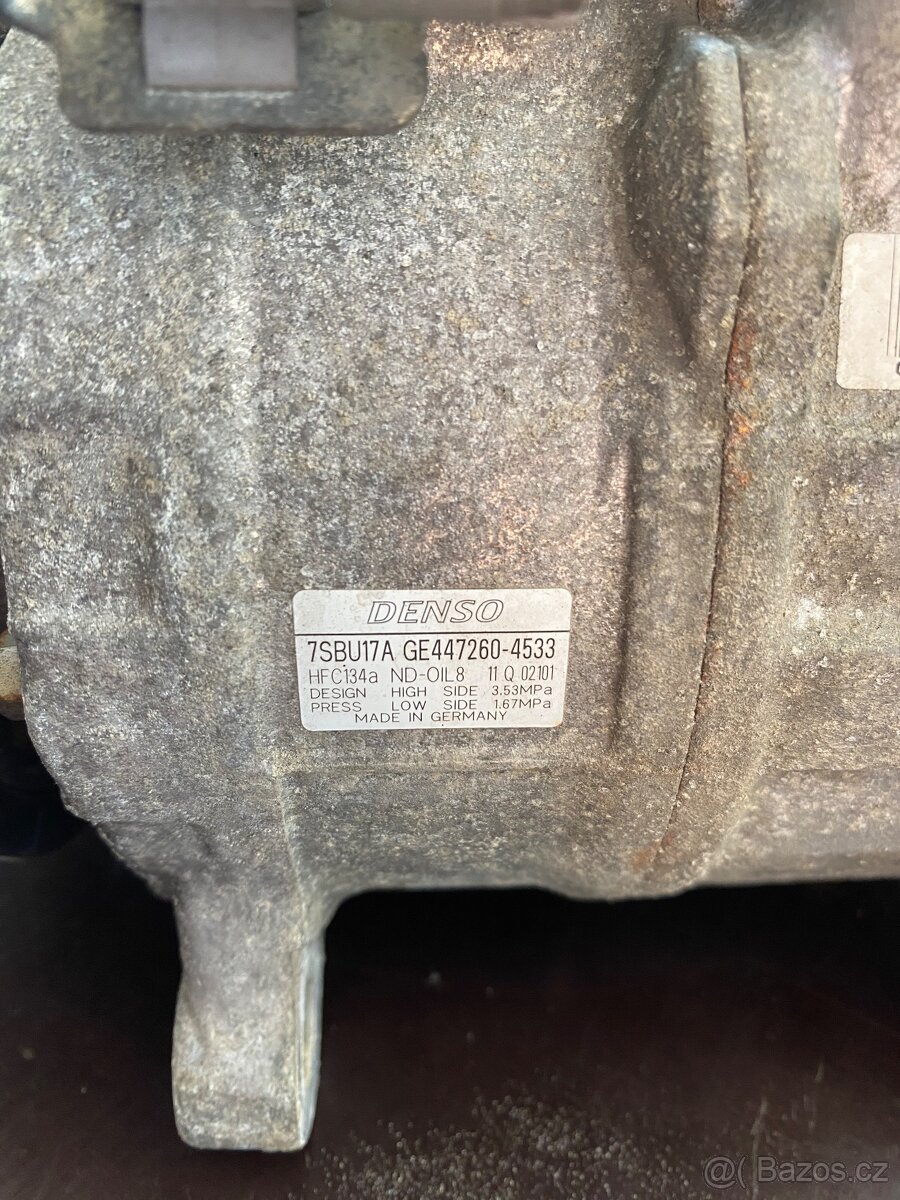 DENSO
7SBU17A GE447260-4533
HFC134a ND-OIL8 11 Q 02101
DESIGN HIGH SIDE 3.53MPa
PRESS LOW SIDE 1.67MPa
MADE IN GERMANY
@( Bazoš.cz